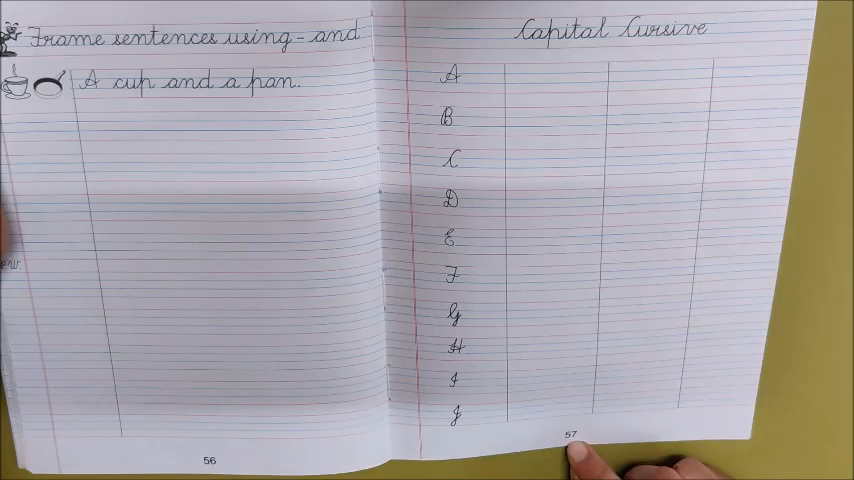 Frame sentences using - and
A cup and a pan.
56
Capital Cursive
A
B
C
D
E
F
G
H
I
J
57